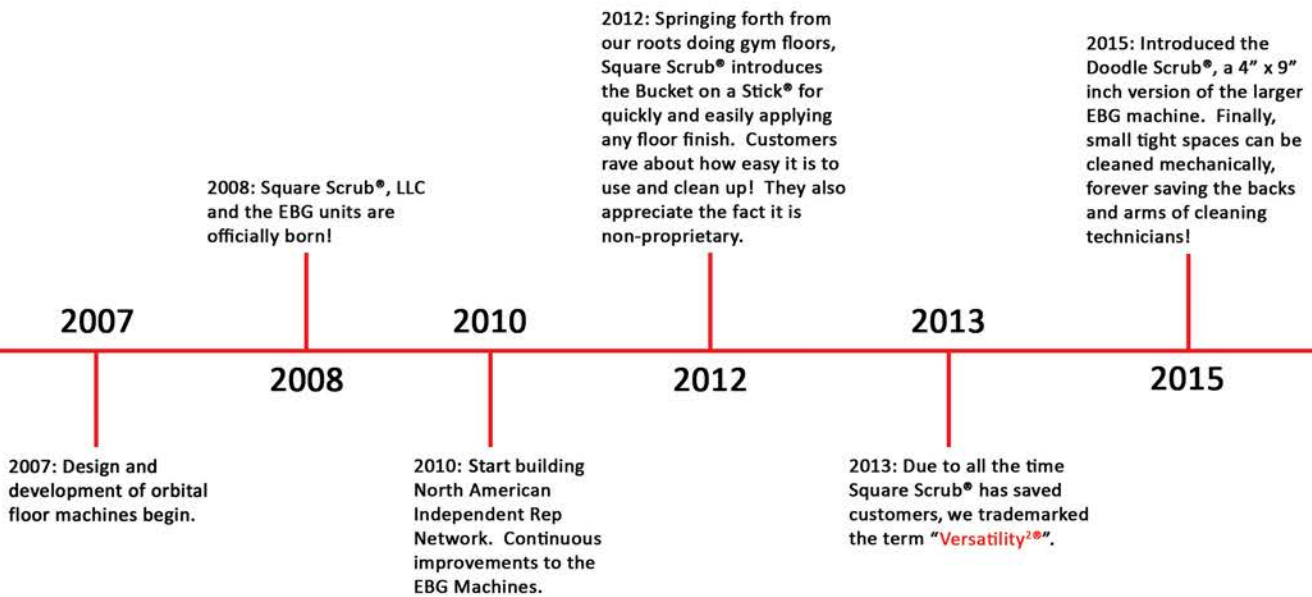 2012: Springing forth from
our roots doing gym floors,
Square Scrub® introduces
the Bucket on a Stick® for
quickly and easily applying
any floor finish. Customers
rave about how easy it is to
use and clean up! They also
appreciate the fact it is
non-proprietary.
2015: Introduced the
Doodle Scrub®, a 4” x 9”
inch version of the larger
EBG machine. Finally,
small tight spaces can be
cleaned mechanically,
forever saving the backs
and arms of cleaning
technicians!
2008: Square Scrub®, LLC
and the EBG units are
officially born!
2007
2010
2013
2008
2012
2015
2007: Design and
development of orbital
floor machines begin.
2010: Start building
North American
Independent Rep
Network. Continuous
improvements to the
EBG Machines.
2013: Due to all the time
Square Scrub® has saved
customers, we trademarked
the term “Versatility²®”.